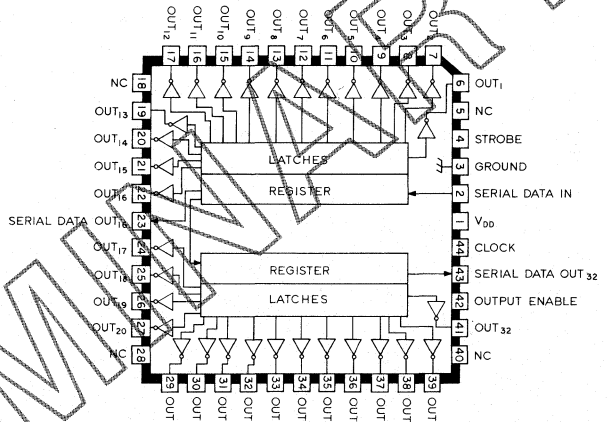 OUT12
OUT11
OUT10
OUT9
OUT8
OUT7
OUT6
OUT5
OUT
OUT3
OUT
17
16
15
14
13
12
11
10
9
8
7
NC 18
OUT13 19
OUT14 20
OUT15 21
OUT16 22
SERIAL DATA OUT16 23
OUT17 24
OUT18 25
OUT19 26
OUT20 27
NC 28
LATCHES
REGISTER
REGISTER
LATCHES
6 OUT1
5 NC
4 STROBE
3 GROUND
2 SERIAL DATA IN
1 VDD
44 CLOCK
43 SERIAL DATA OUT32
42 OUTPUT ENABLE
41 OUT32
40 NC
29
30
31
32
33
34
35
36
37
38
39
OUT
OUT
OUT
OUT
OUT
OUT
OUT
OUT
OUT
OUT
OUT